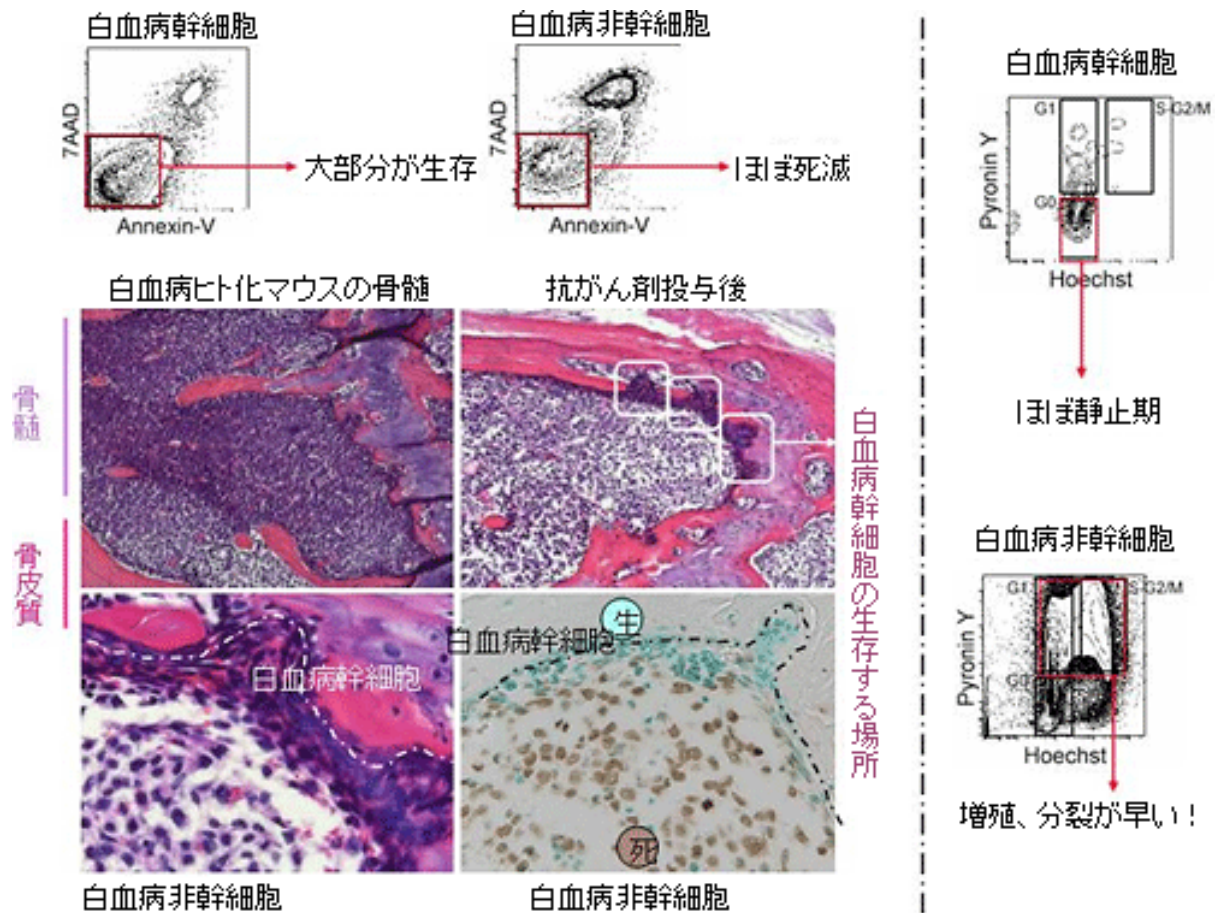 白血病幹細胞
7AAD
Annexin-V
大部分が生存
白血病非幹細胞
7AAD
Annexin-V
ほぼ死滅
白血病ヒト化マウスの骨髄
抗がん剤投与後
骨髄
骨皮質
白血病幹細胞
生
白血病幹細胞
死
白血病幹細胞の生存する場所
白血病非幹細胞
白血病非幹細胞
白血病幹細胞
G1
S-G2/M
G0
Pyronin Y
Hoechst
ほぼ静止期
白血病非幹細胞
G1
S-G2/M
G0
Pyronin Y
Hoechst
増殖、分裂が早い!